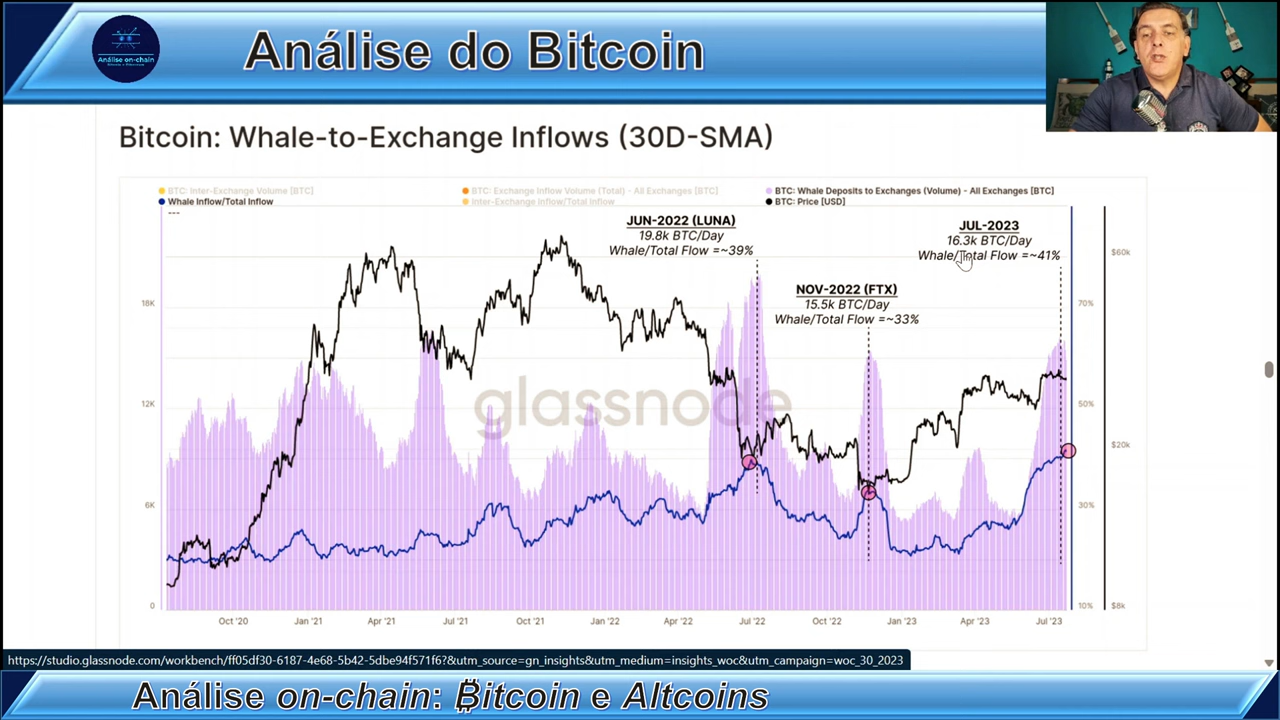 Análise do Bitcoin
Análise on-chain
Bitcoin: Whale-to-Exchange Inflows (30D-SMA)
BTC: Inter-Exchange Volume [BTC]
BTC: Exchange Inflow Volume (Total) - All Exchanges [BTC]
BTC: Whale Deposits to Exchanges (Volume) - All Exchanges [BTC]
Whale Inflow/Total Inflow
Inter-Exchange Inflow/Total Inflow
BTC: Price [USD]
---
JUN-2022 (LUNA)
19.8k BTC/Day
Whale/Total Flow =~39%
NOV-2022 (FTX)
15.5k BTC/Day
Whale/Total Flow =~33%
JUL-2023
16.3k BTC/Day
Whale/Total Flow =~41%
glassnode
18K
12K
6K
0
70%
50%
30%
10%
$60k
$20k
$8k
Oct '20 Jan '21 Apr '21 Jul '21 Oct '21 Jan '22 Apr '22 Jul '22 Oct '22 Jan '23 Apr '23 Jul '23
https://studio.glassnode.com/workbench/ff05df30-6187-4e68-5b42-5dbe94f571f6?&utm_source=gn_insights&utm_medium=insights_woc&utm_campaign=woc_30_2023
Análise on-chain: ₿itcoin e Altcoins